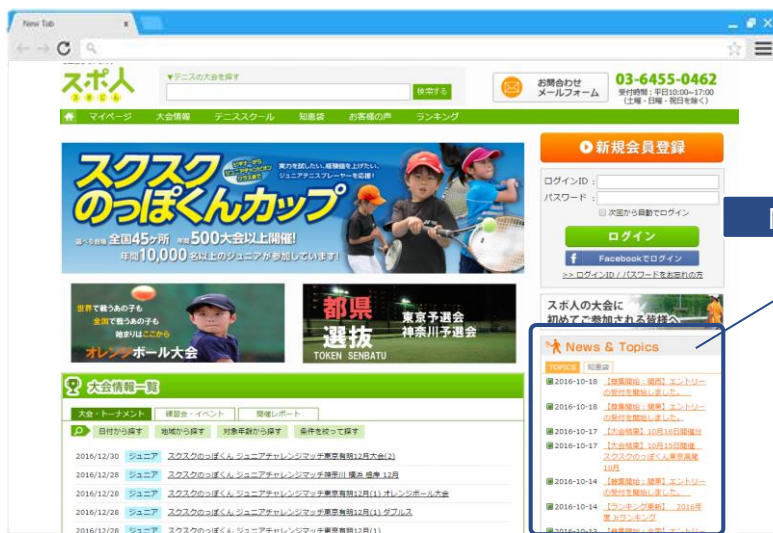 New Tab
スポ人
スポじん
▼テニスの大会を探す
検索する
お問合わせ
メールフォーム
03-6455-0462
受付時間:平日10:00~17:00
(土曜・日曜・祝日を除く)
マイページ 大会情報 テニススクール 知恵袋 お客様の声 ランキング
スクスク
のっぽくんカップ
実力を試したい、経験値を上げたい、
ジュニアテニスプレーヤーを応援!
選べる会場 全国45ヶ所 年間500大会以上開催!
年間10,000名以上のジュニアが参加しています!
新規会員登録
ログインID:
パスワード:
次回から自動でログイン
ログイン
Facebookでログイン
>> ログインID / パスワードをお忘れの方
世界で戦うあの子も
全国で戦うあの子も
始まりはここから
オレンジボール大会
都県
選抜
TOKEN SENBATU
東京予選会
神奈川予選会
スポ人の大会に
初めてご参加される皆様へ
News & Topics
TOPICS 知恵袋
2016-10-18 【募集開始:関西】エントリー
の受付を開始しました。
2016-10-18 【募集開始:関東】エントリー
の受付を開始しました。
2016-10-17 【大会結果】10月16日開催分
2016-10-17 【大会結果】10月15日開催
スクスクのっぽくん東京高尾
10月
2016-10-14 【募集開始:関東】エントリー
の受付を開始しました。
2016-10-14 【ランキング更新】 2016年
度 Jrランキング
2016-10-13 【募集開始:全国】エントリー
大会情報一覧
大会・トーナメント 練習会・イベント 開催レポート
日付から探す 地域から探す 対象年齢から探す 条件を絞って探す
2016/12/30 ジュニア スクスクのっぽくん ジュニアチャレンジマッチ東京有明12月大会(2)
2016/12/28 ジュニア スクスクのっぽくん ジュニアチャレンジマッチ神奈川 横浜 根岸 12月
2016/12/28 ジュニア スクスクのっぽくん ジュニアチャレンジマッチ東京有明12月(1) オレンジボール大会
2016/12/28 ジュニア スクスクのっぽくん ジュニアチャレンジマッチ東京有明12月(1) ダブルス
2016/12/28 ジュニア スクスクのっぽくん ジュニアチャレンジマッチ東京有明12月(1)